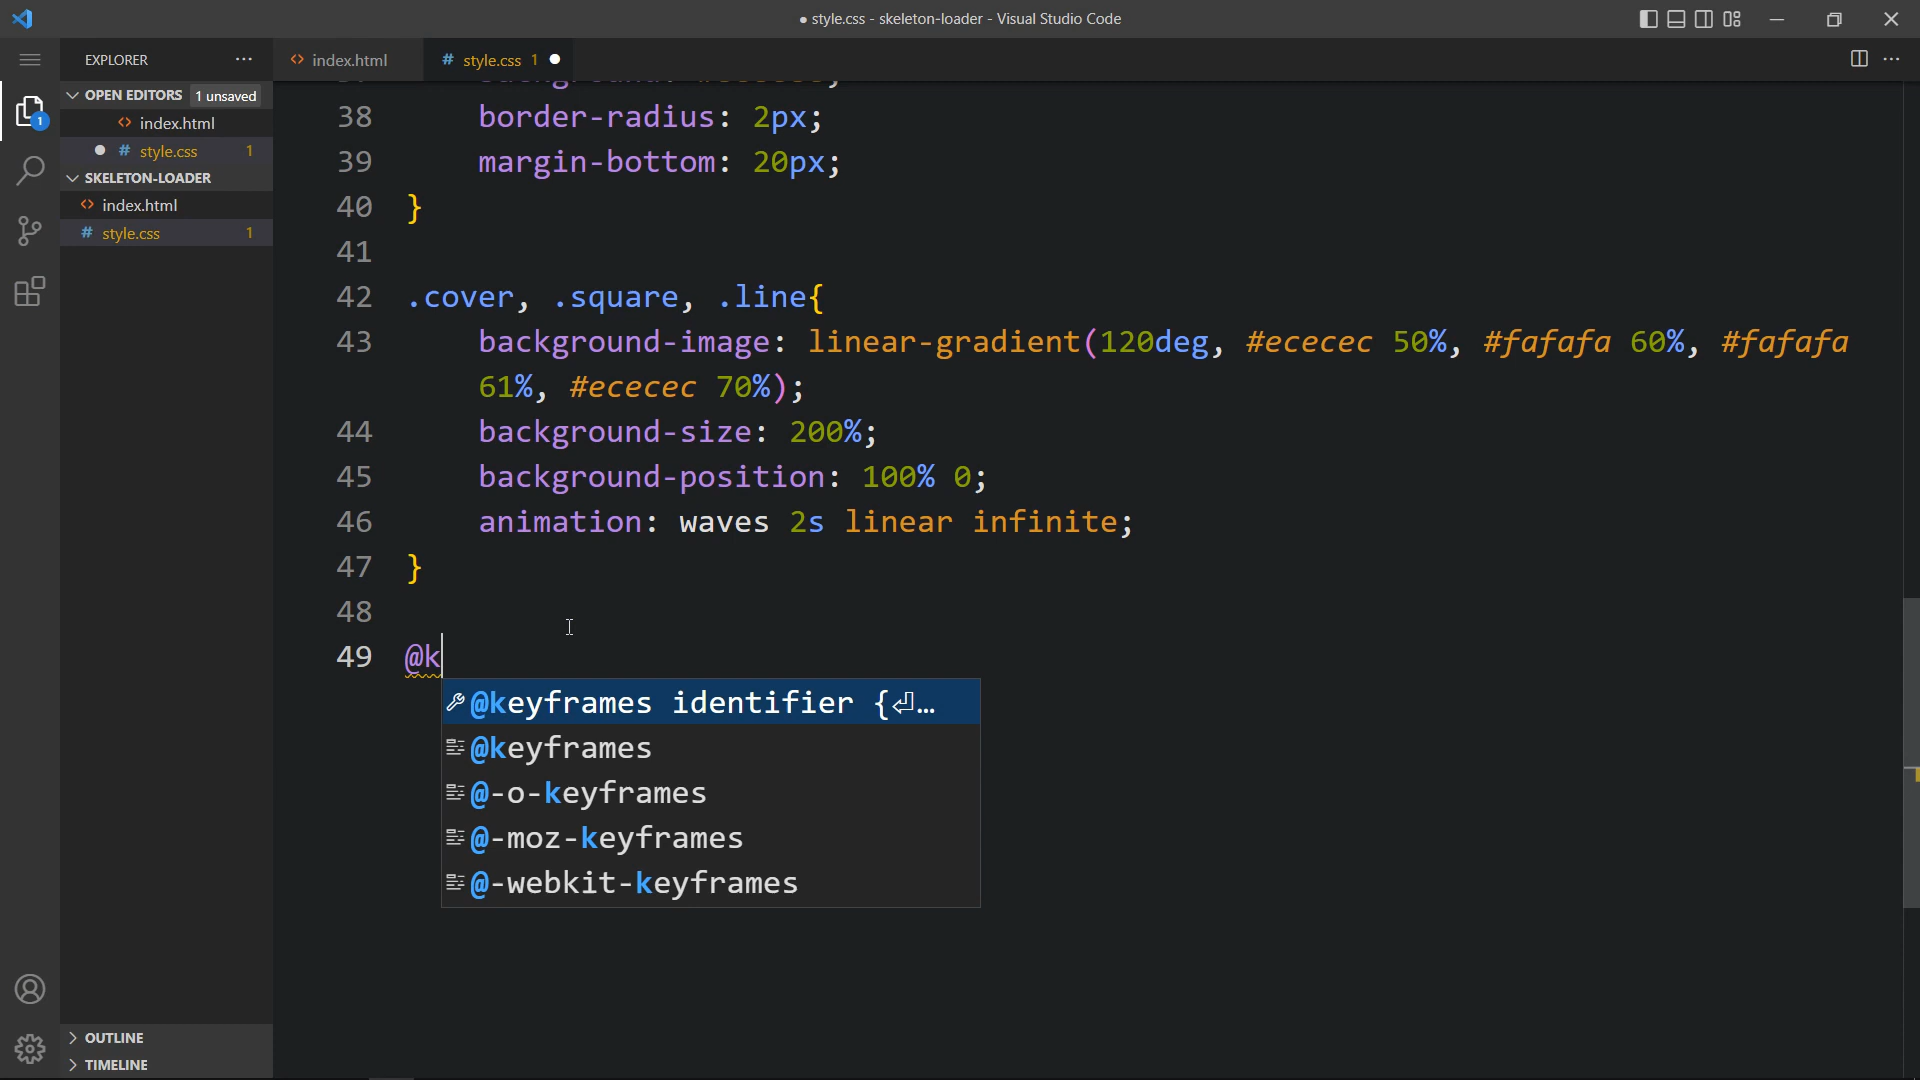 ● style.css - skeleton-loader - Visual Studio Code
EXPLORER
index.html
style.css 1
OPEN EDITORS 1 unsaved
index.html
style.css 1
SKELETON-LOADER
index.html
style.css 1
38 border-radius: 2px;
39 margin-bottom: 20px;
40 }
41
42 .cover, .square, .line{
43 background-image: linear-gradient(120deg, #ececec 50%, #fafafa 60%, #fafafa
61%, #ececec 70%);
44 background-size: 200%;
45 background-position: 100% 0;
46 animation: waves 2s linear infinite;
47 }
48
49 @k
@keyframes identifier {⏎…
@keyframes
@-o-keyframes
@-moz-keyframes
@-webkit-keyframes
1
OUTLINE
TIMELINE